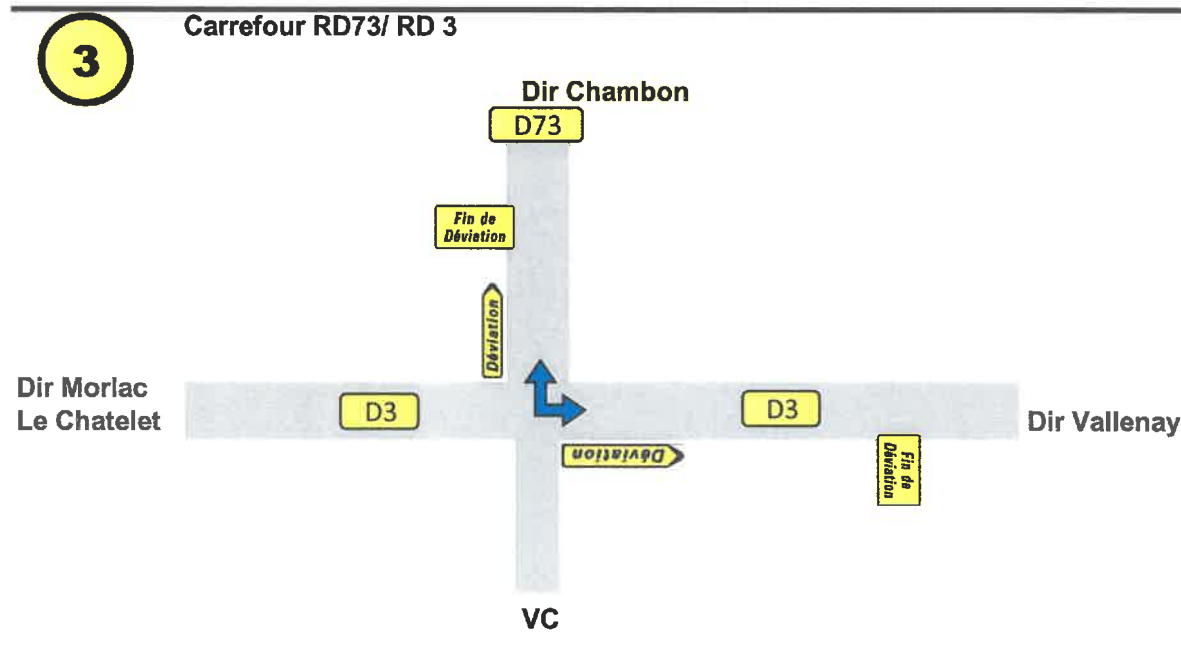 3
Carrefour RD73/ RD 3
Dir Chambon
D73
Fin de
Déviation
Déviation
Dir Morlac
Le Chatelet
D3
D3
Dir Vallenay
Déviation
Fin de
Déviation
VC